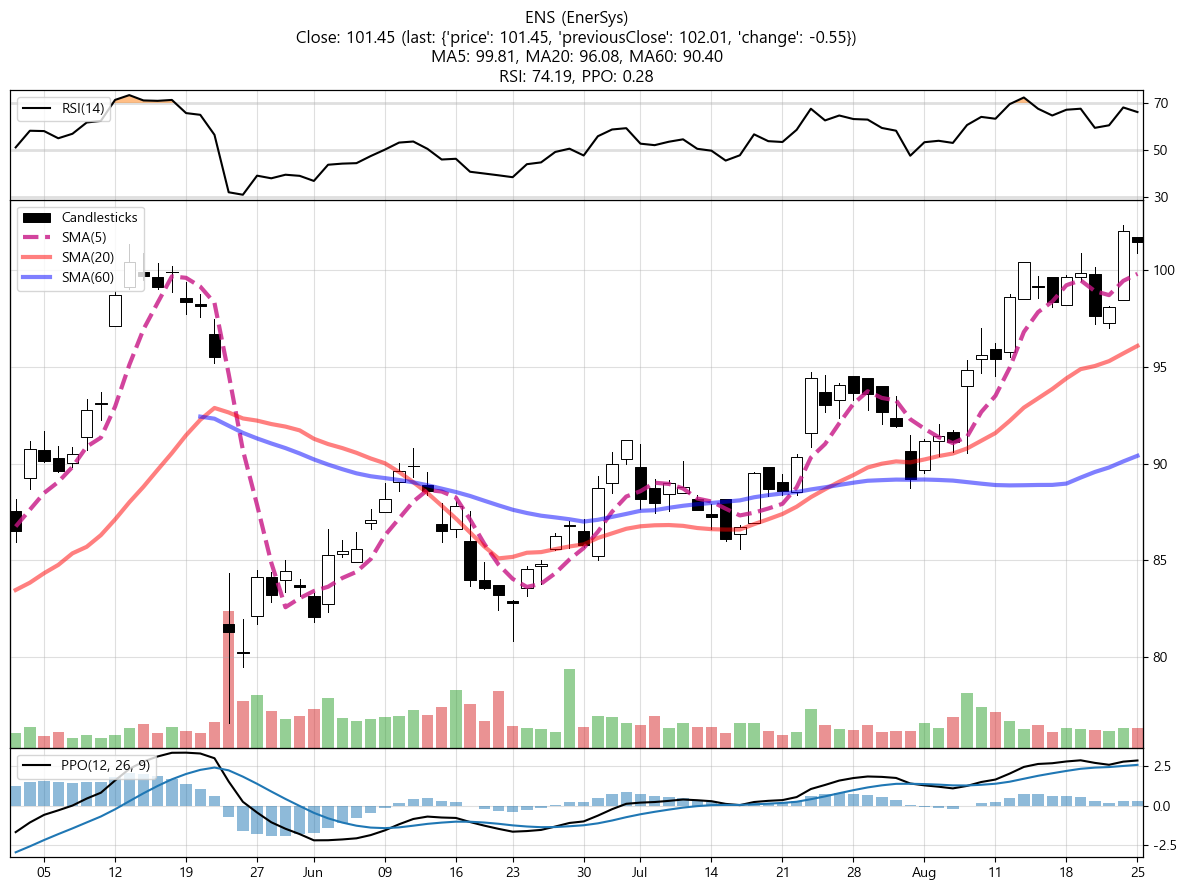 ENS (EnerSys)
Close: 101.45 (last: {'price': 101.45, 'previousClose': 102.01, 'change': -0.55})
MA5: 99.81, MA20: 96.08, MA60: 90.40
RSI: 74.19, PPO: 0.28
RSI(14)
70
50
30
Candlesticks
SMA(5)
SMA(20)
SMA(60)
100
95
90
85
80
PPO(12, 26, 9)
2.5
0.0
-2.5
05 12 19 27 Jun 09 16 23 30 Jul 14 21 28 Aug 11 18 25